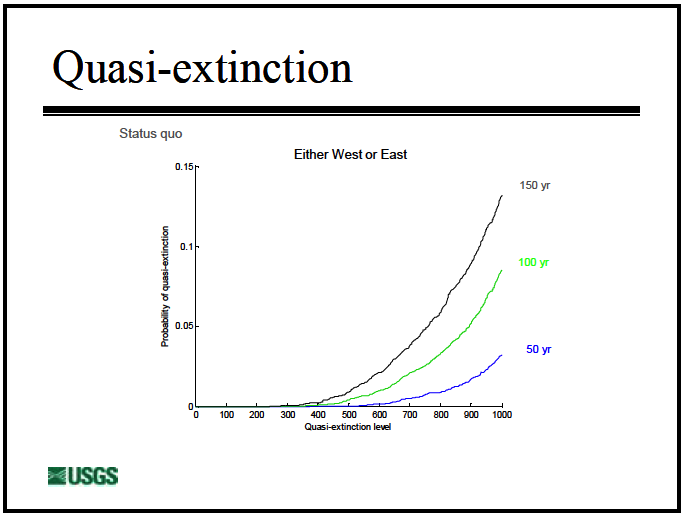 Quasi-extinction
Status quo
Either West or East
0.15
150 yr
0.1
100 yr
Probability of quasi-extinction
0.05
50 yr
0
0 100 200 300 400 500 600 700 800 900 1000
Quasi-extinction level
USGS